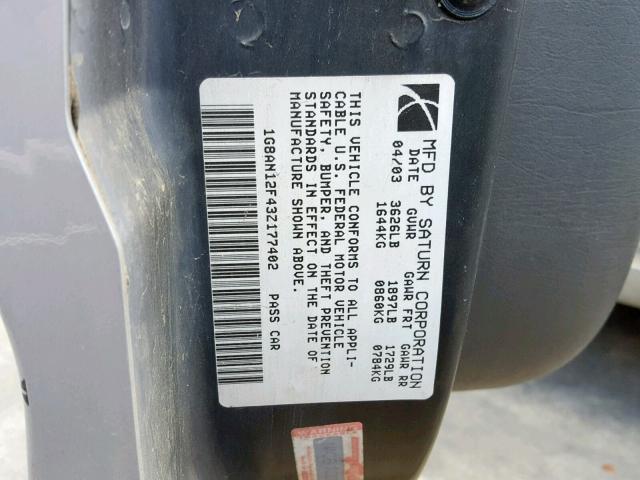 MFD BY SATURN CORPORATION
DATE GVWR GAWR FRT GAWR RR
04/03 3626LB 1897LB 1729LB
1644KG 0860KG 0784KG
THIS VEHICLE CONFORMS TO ALL APPLI-
CABLE U.S. FEDERAL MOTOR VEHICLE
SAFETY, BUMPER, AND THEFT PREVENTION
STANDARDS IN EFFECT ON THE DATE OF
MANUFACTURE SHOWN ABOVE.
1G8AN12F43Z177402 PASS CAR
WARNING